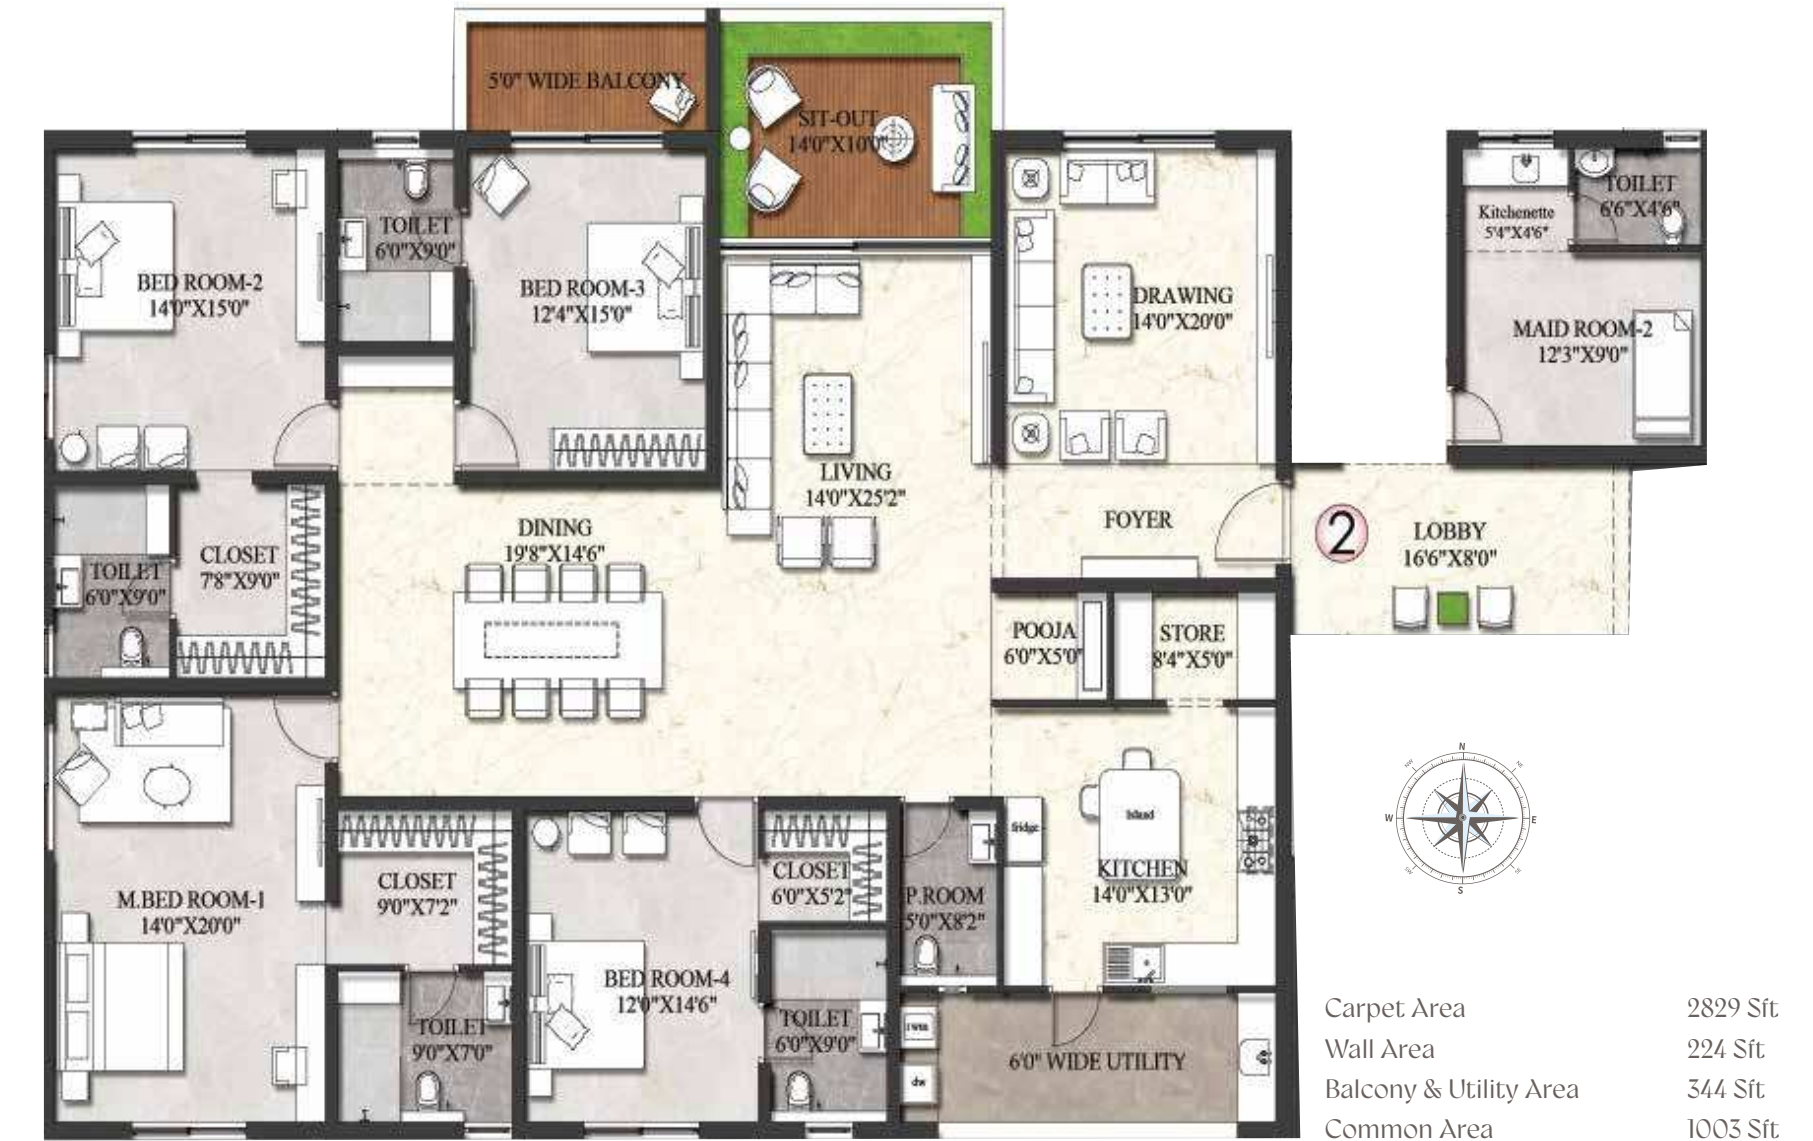 5'0" WIDE BALCONY
SIT-OUT
14'0"X10'0"
TOILET
6'0"X9'0"
BED ROOM-2
14'0"X15'0"
BED ROOM-3
12'4"X15'0"
DRAWING
14'0"X20'0"
TOILET
6'6"X4'6"
Kitchenette
5'4"X4'6"
MAID ROOM-2
12'3"X9'0"
LIVING
14'0"X25'2"
DINING
19'8"X14'6"
FOYER
2
LOBBY
16'6"X8'0"
CLOSET
7'8"X9'0"
TOILET
6'0"X9'0"
POOJA
6'0"X5'0"
STORE
8'4"X5'0"
M.BED ROOM-1
14'0"X20'0"
CLOSET
9'0"X7'2"
TOILET
9'0"X7'0"
BED ROOM-4
12'0"X14'6"
CLOSET
6'0"X5'2"
TOILET
6'0"X9'0"
P.ROOM
5'0"X8'2"
fridge
Island
KITCHEN
14'0"X13'0"
dw
6'0" WIDE UTILITY
N
NE
E
SE
S
SW
W
NW
Carpet Area 2829 Sft
Wall Area 224 Sft
Balcony & Utility Area 344 Sft
Common Area 1003 Sft